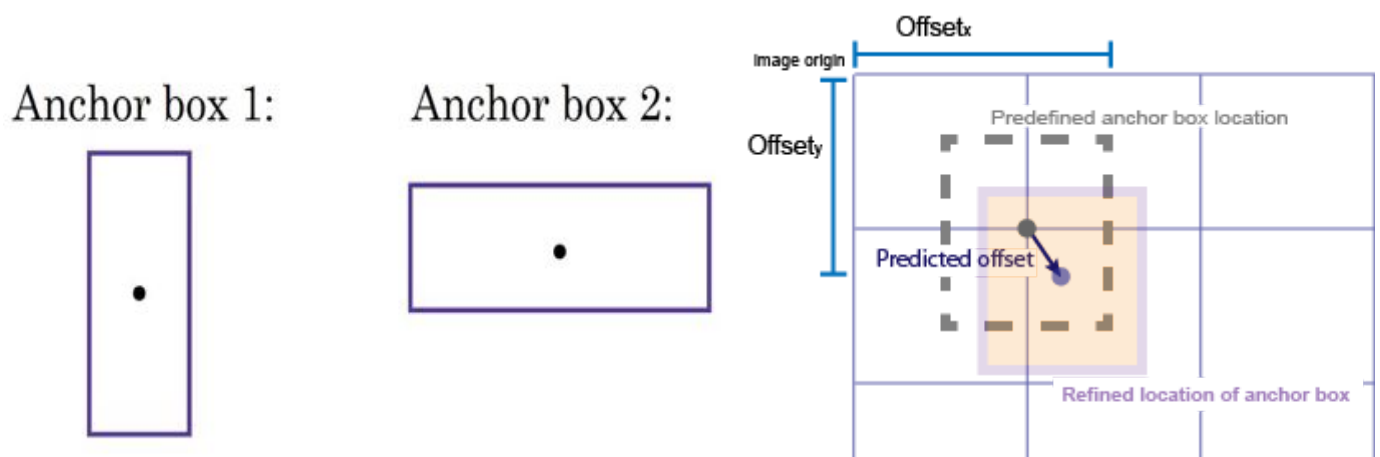 Anchor box 1:
Anchor box 2:
Offsetx
Image origin
Predefined anchor box location
Offsety
Predicted offset
Refined location of anchor box